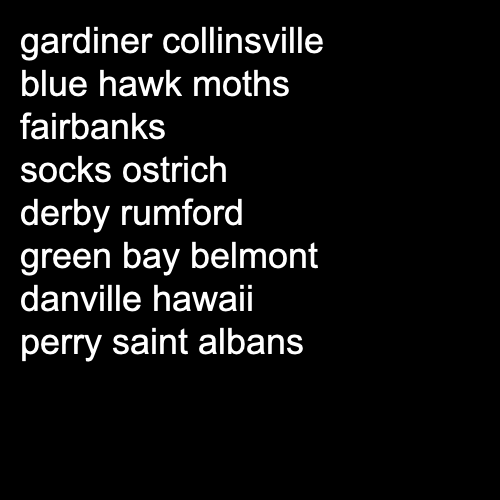 gardiner collinsville
blue hawk moths
fairbanks
socks ostrich
derby rumford
green bay belmont
danville hawaii
perry saint albans